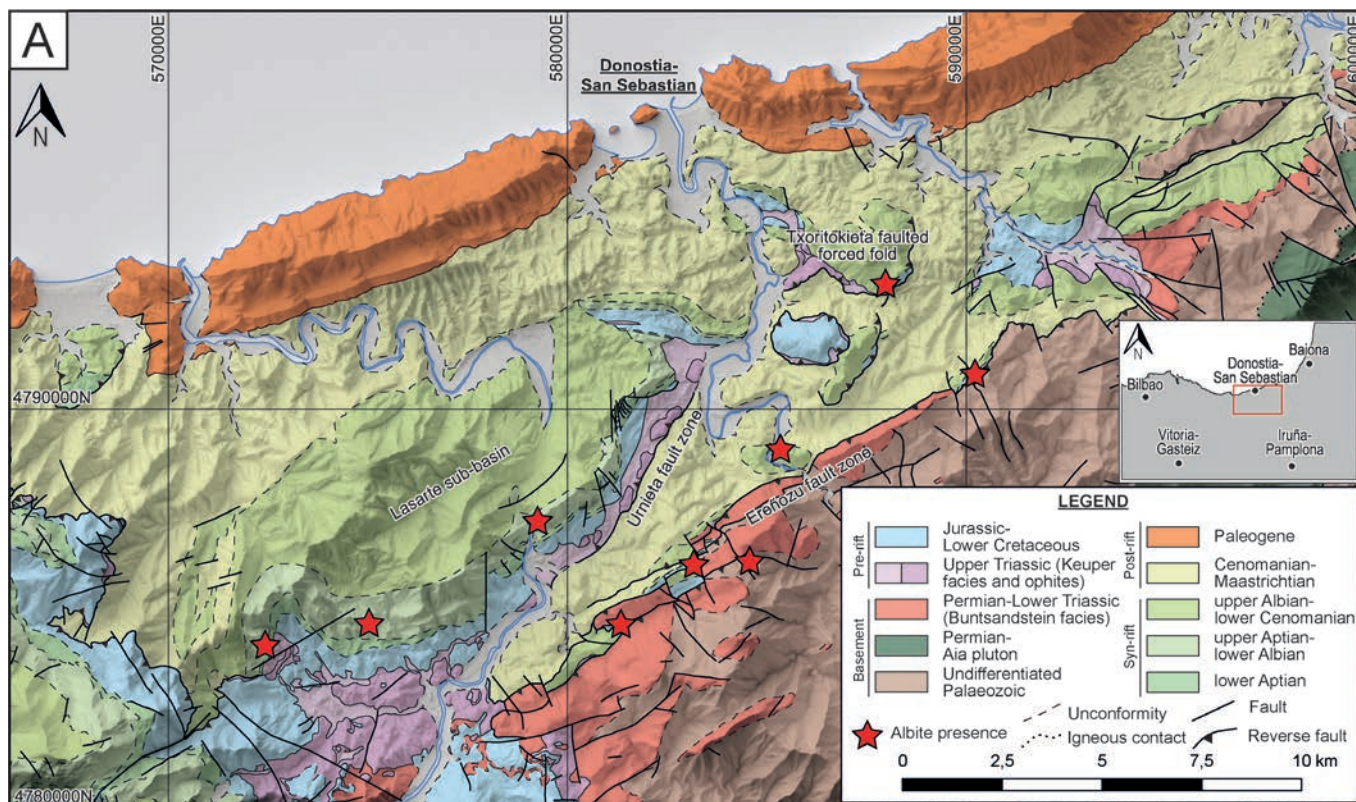 A
570000E
580000E
590000E
600000E
N
Donostia-
San Sebastian
Txoritokieta faulted
forced fold
4790000N
Lasarte sub-basin
Urnieta fault zone
Ereñozu fault zone
4780000N
N
Bilbao
Donostia-
San Sebastian
Baiona
Vitoria-
Gasteiz
Iruña-
Pamplona
LEGEND
Pre-rift
Jurassic-
Lower Cretaceous
Upper Triassic (Keuper
facies and ophites)
Basement
Permian-Lower Triassic
(Buntsandstein facies)
Permian-
Aia pluton
Undifferentiated
Palaeozoic
Post-rift
Paleogene
Cenomanian-
Maastrichtian
Syn-rift
upper Albian-
lower Cenomanian
upper Aptian-
lower Albian
lower Aptian
Albite presence
Unconformity
Igneous contact
Fault
Reverse fault
0 2,5 5 7,5 10 km